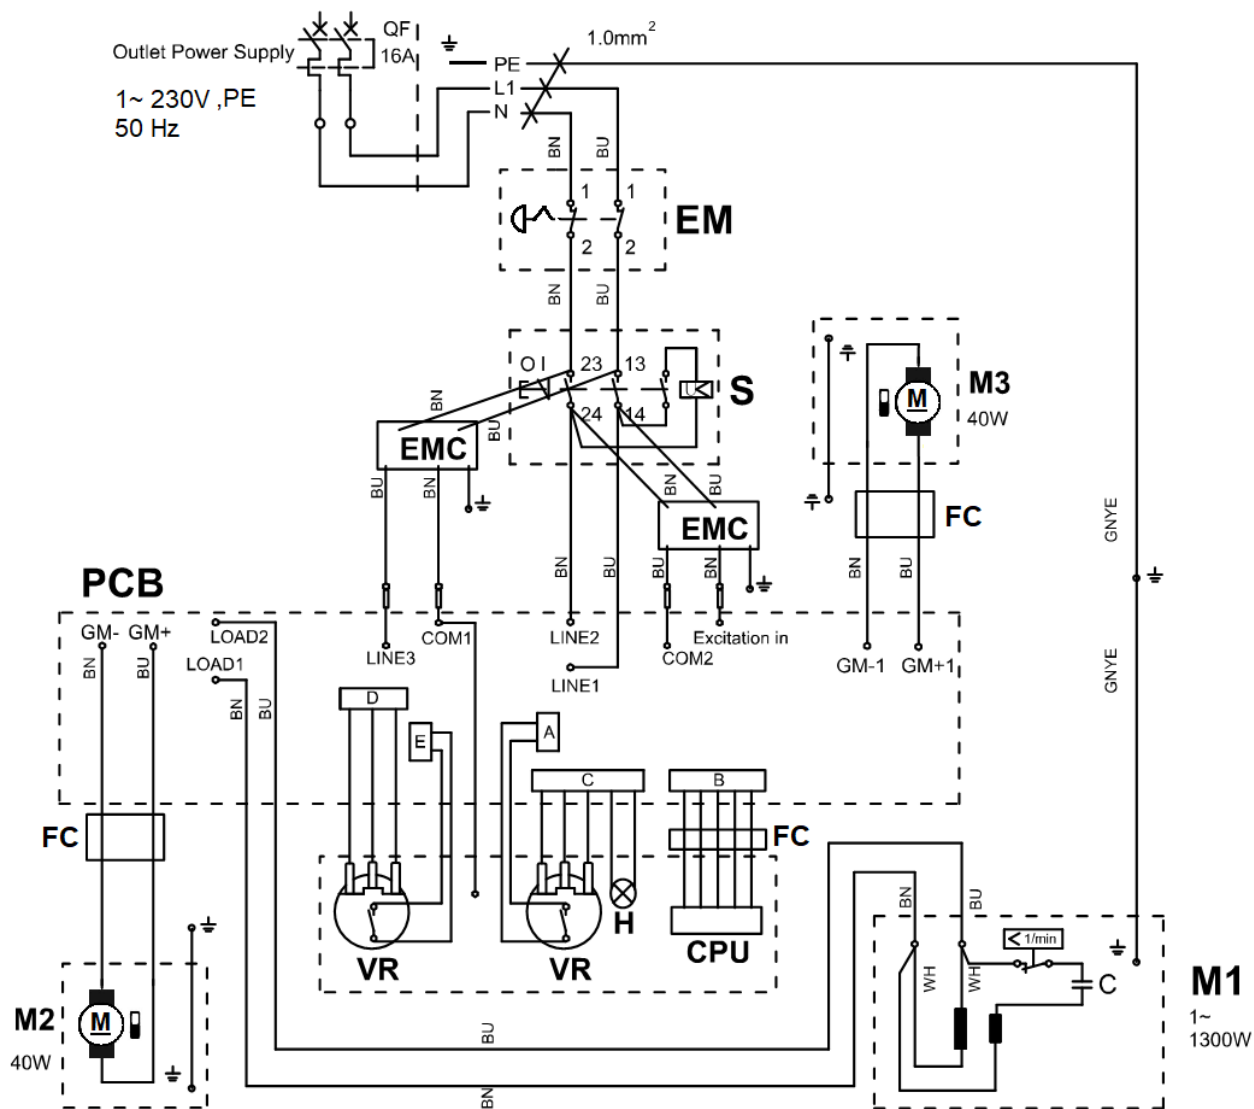 QF
16A
Outlet Power Supply
1~ 230V ,PE
50 Hz
PE
L1
N
1.0mm²
BN
BU
1
1
2
2
EM
BN
BU
O I
23
13
24
14
U<
S
BN
BU
EMC
BU
BN
BN
BU
EMC
BU
BN
BN
BU
M
M3
40W
FC
BN
BU
GNYE
GNYE
PCB
GM-
GM+
LOAD2
LOAD1
LINE3
COM1
LINE2
LINE1
COM2
Excitation in
GM-1
GM+1
BN
BU
BN
BU
D
E
A
C
B
FC
FC
VR
VR
H
CPU
M2
40W
M
BU
BN
BN
BU
< 1/min
WH
WH
C
M1
1~
1300W